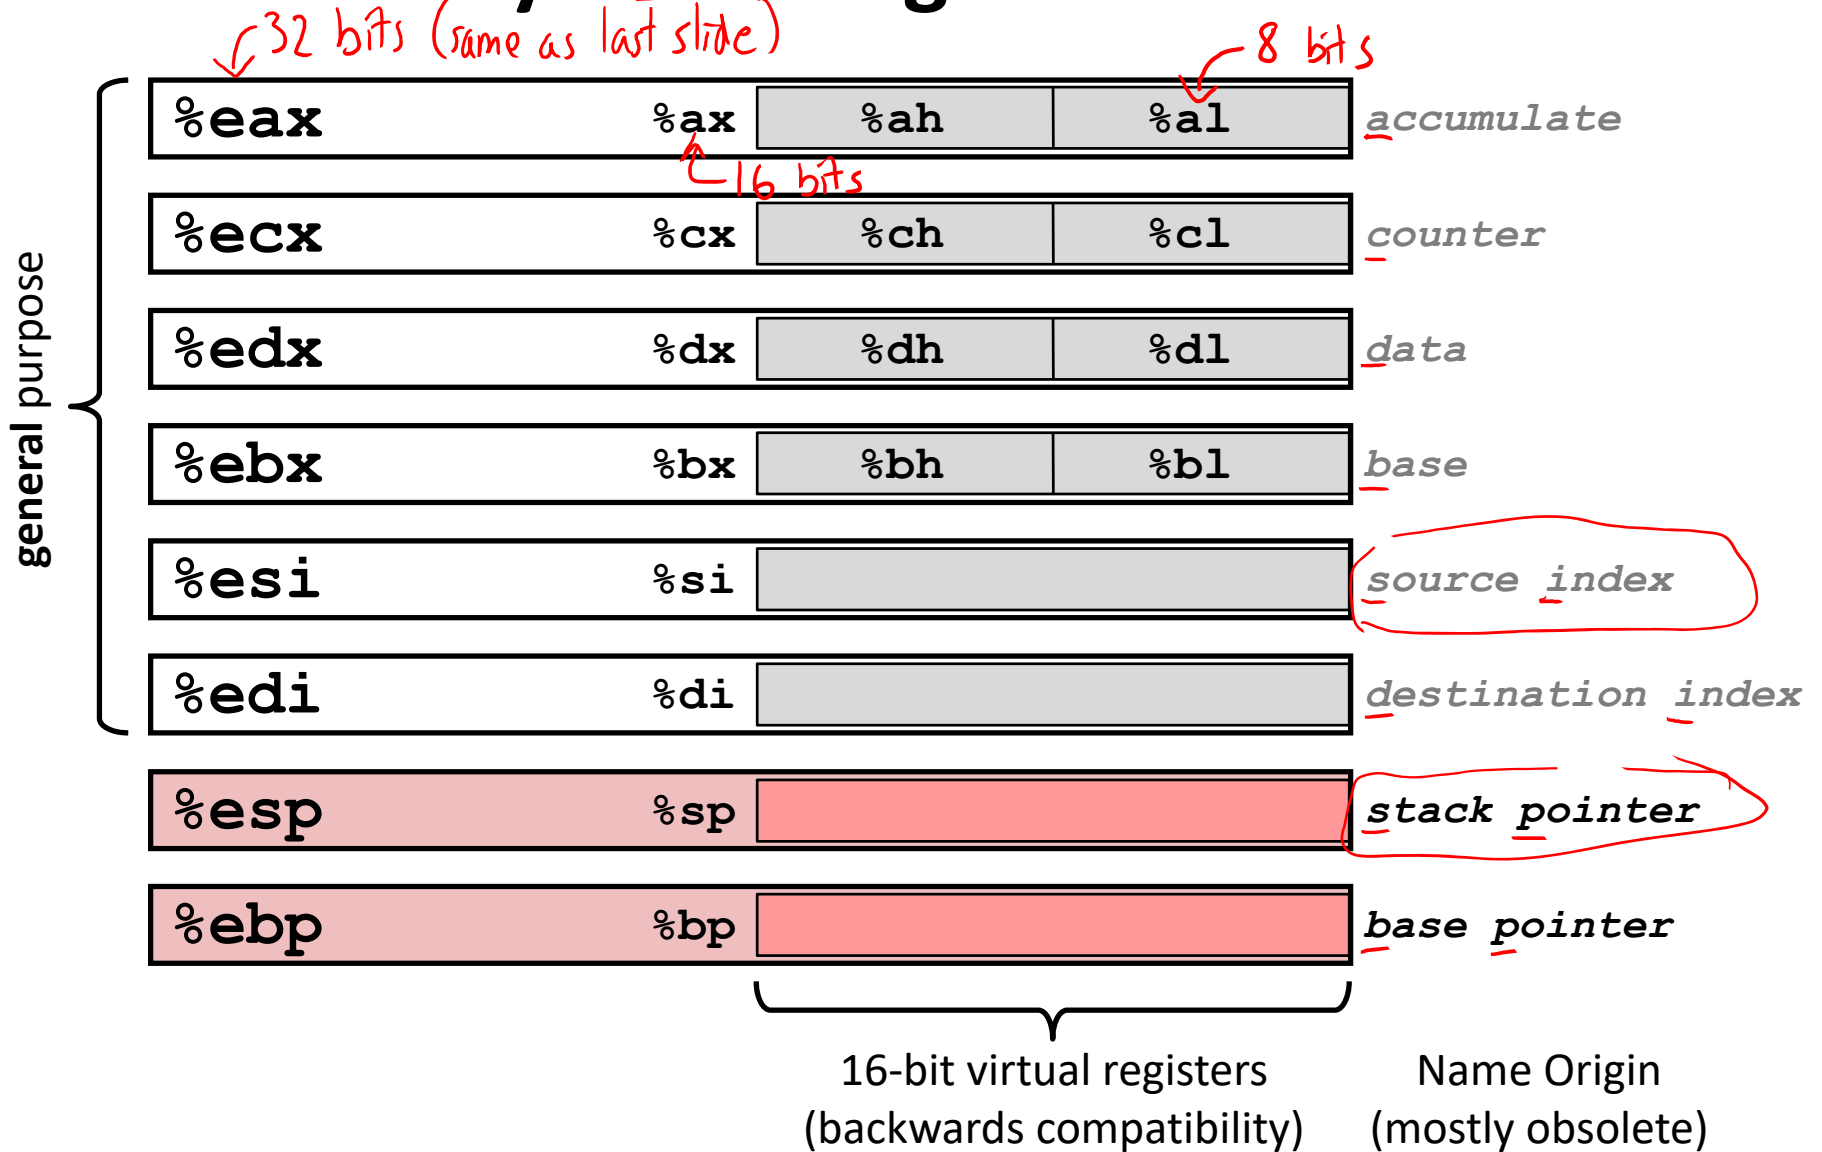 32 bits (same as last slide)
8 bits
%eax %ax %ah %al accumulate
16 bits
%ecx %cx %ch %cl counter
%edx %dx %dh %dl data
%ebx %bx %bh %bl base
%esi %si source index
%edi %di destination index
general purpose
%esp %sp stack pointer
%ebp %bp base pointer
16-bit virtual registers
(backwards compatibility)
Name Origin
(mostly obsolete)